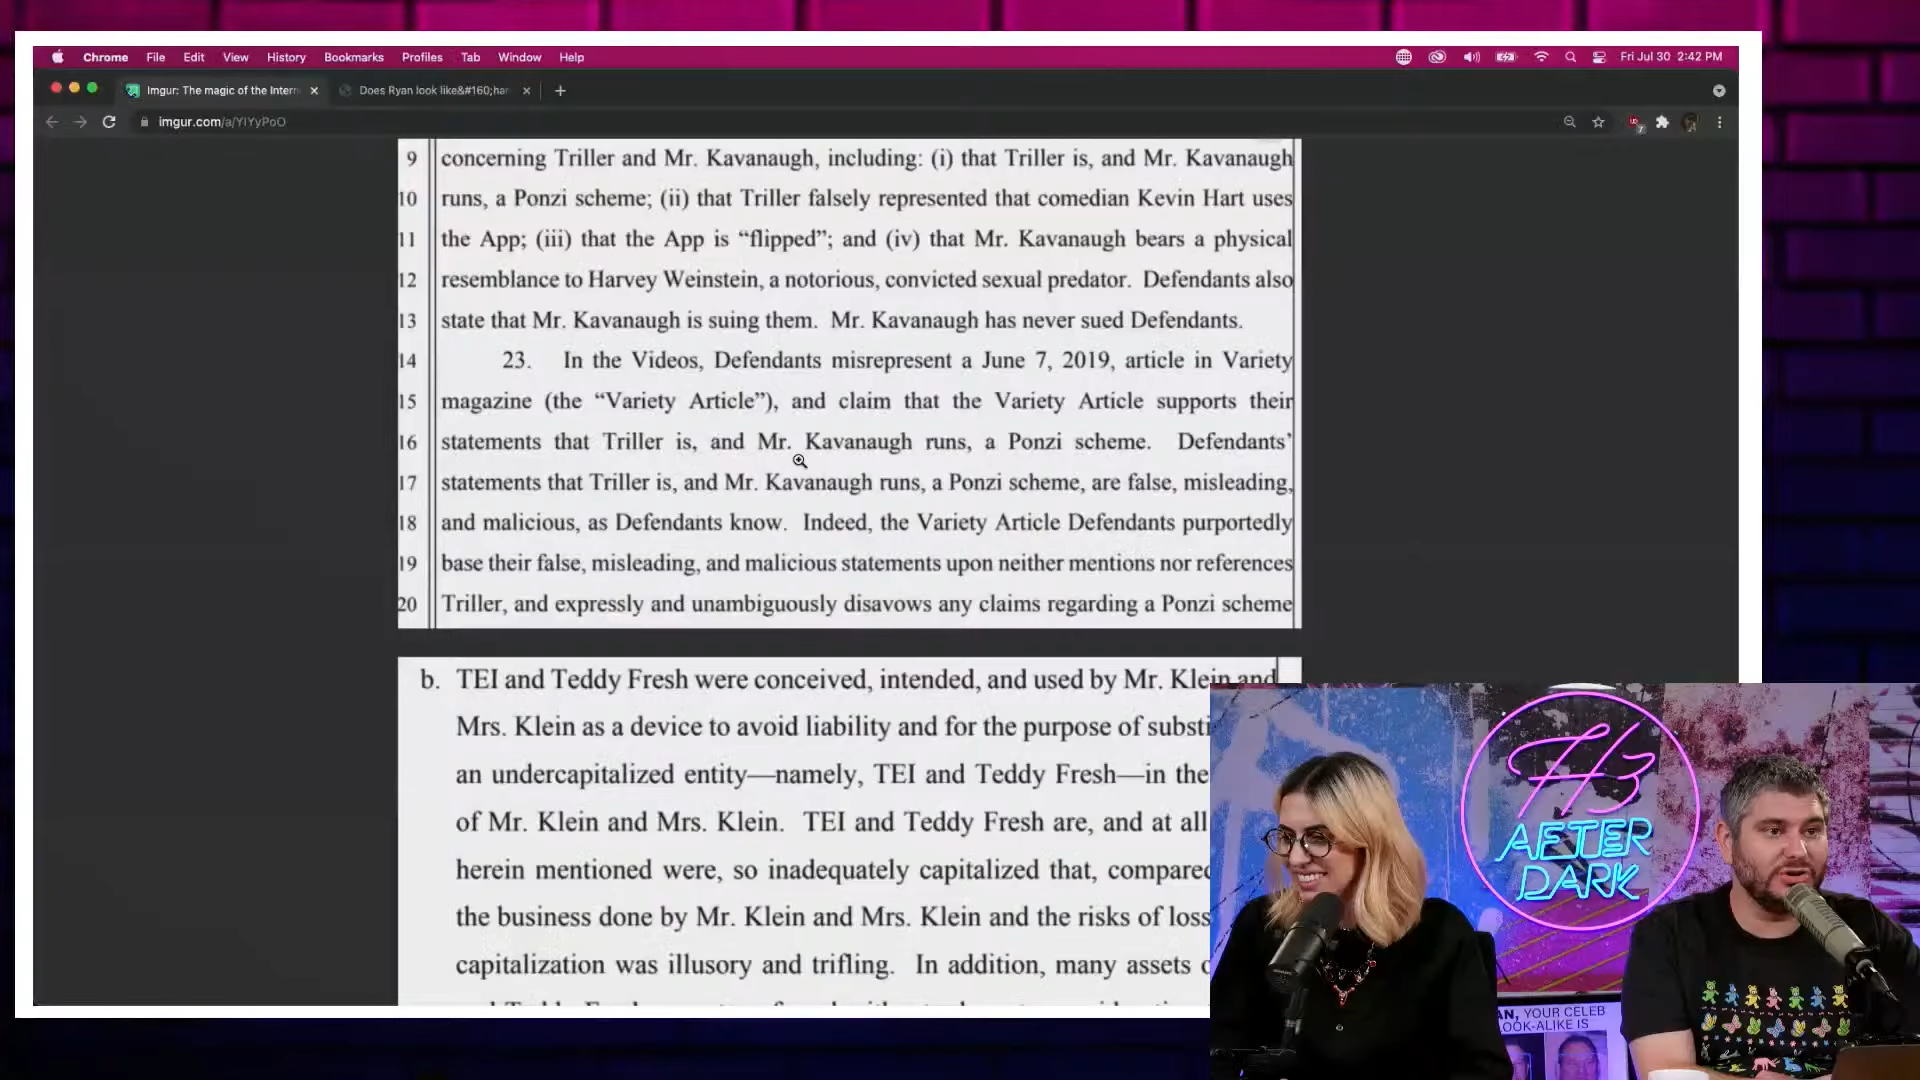 Chrome File Edit View History Bookmarks Profiles Tab Window Help
Fri Jul 30 2:42 PM
Imgur: The magic of the Intern
Does Ryan look like&#160;har
imgur.com/a/YIYyPoO
9 concerning Triller and Mr. Kavanaugh, including: (i) that Triller is, and Mr. Kavanaugh
10 runs, a Ponzi scheme; (ii) that Triller falsely represented that comedian Kevin Hart uses
11 the App; (iii) that the App is “flipped”; and (iv) that Mr. Kavanaugh bears a physical
12 resemblance to Harvey Weinstein, a notorious, convicted sexual predator. Defendants also
13 state that Mr. Kavanaugh is suing them. Mr. Kavanaugh has never sued Defendants.
14 23. In the Videos, Defendants misrepresent a June 7, 2019, article in Variety
15 magazine (the “Variety Article”), and claim that the Variety Article supports their
16 statements that Triller is, and Mr. Kavanaugh runs, a Ponzi scheme. Defendants’
17 statements that Triller is, and Mr. Kavanaugh runs, a Ponzi scheme, are false, misleading,
18 and malicious, as Defendants know. Indeed, the Variety Article Defendants purportedly
19 base their false, misleading, and malicious statements upon neither mentions nor references
20 Triller, and expressly and unambiguously disavows any claims regarding a Ponzi scheme
b. TEI and Teddy Fresh were conceived, intended, and used by Mr. Klein and
Mrs. Klein as a device to avoid liability and for the purpose of substi
an undercapitalized entity—namely, TEI and Teddy Fresh—in the
of Mr. Klein and Mrs. Klein. TEI and Teddy Fresh are, and at all
herein mentioned were, so inadequately capitalized that, compared
the business done by Mr. Klein and Mrs. Klein and the risks of loss
capitalization was illusory and trifling. In addition, many assets
H3
AFTER
DARK
AN, YOUR CELEB
OOK-ALIKE IS